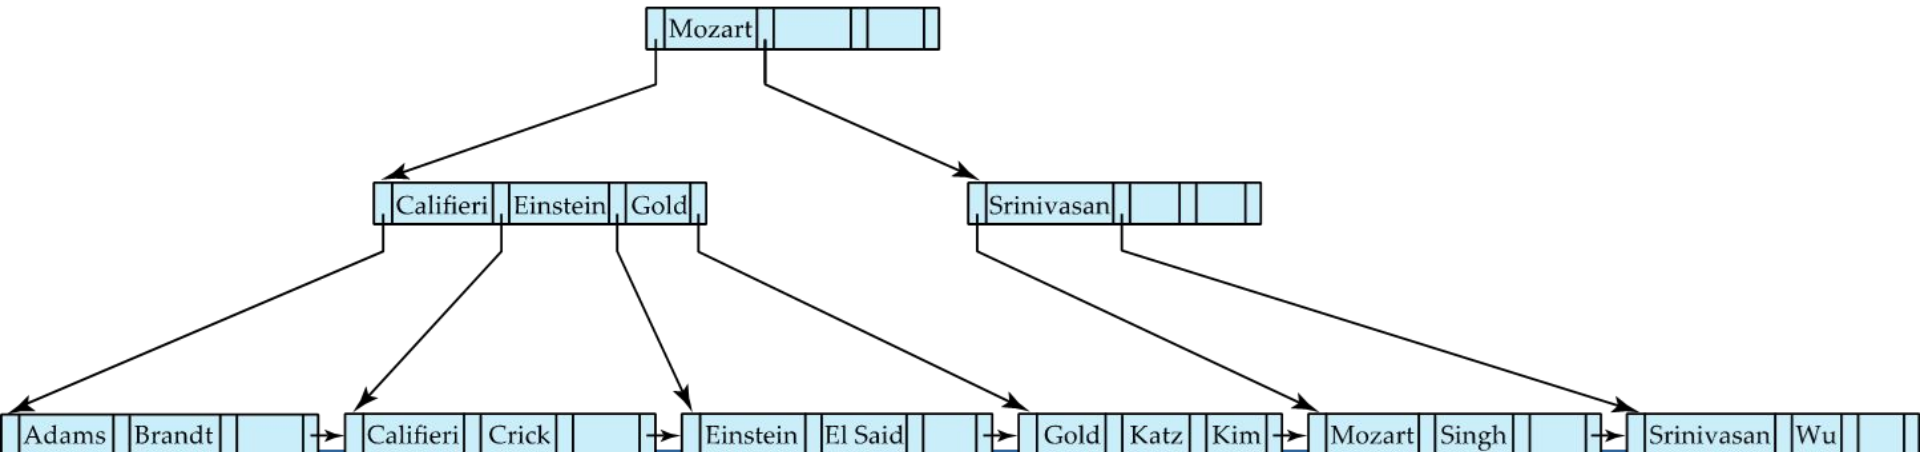 Mozart
Califieri Einstein Gold Srinivasan
Adams Brandt Califieri Crick Einstein El Said Gold Katz Kim Mozart Singh Srinivasan Wu